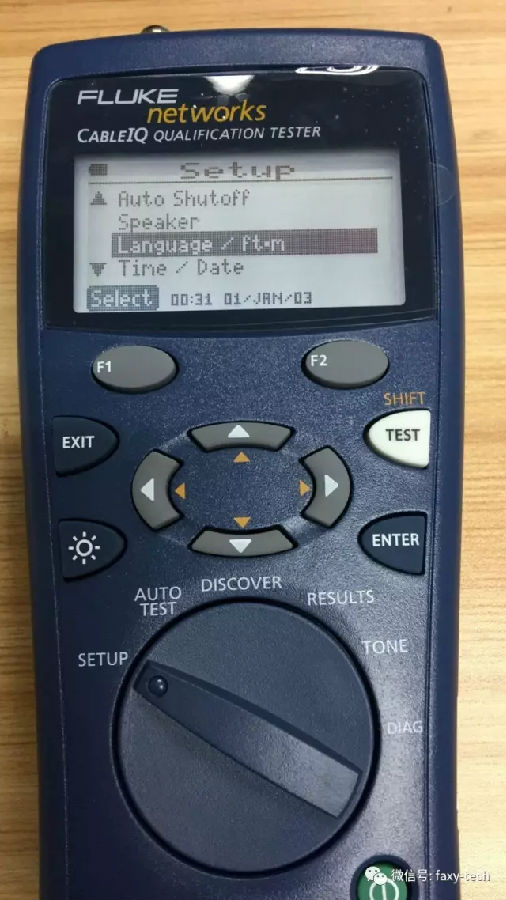 FLUKE
networks
CABLEIQ QUALIFICATION TESTER
Setup
Auto Shutoff
Speaker
Language / ft-m
Time / Date
Select 00:31 01/JAN/03
F1 F2
SHIFT
EXIT TEST
ENTER
AUTO TEST DISCOVER RESULTS
SETUP TONE
DIAG
微信号: faxy-tech